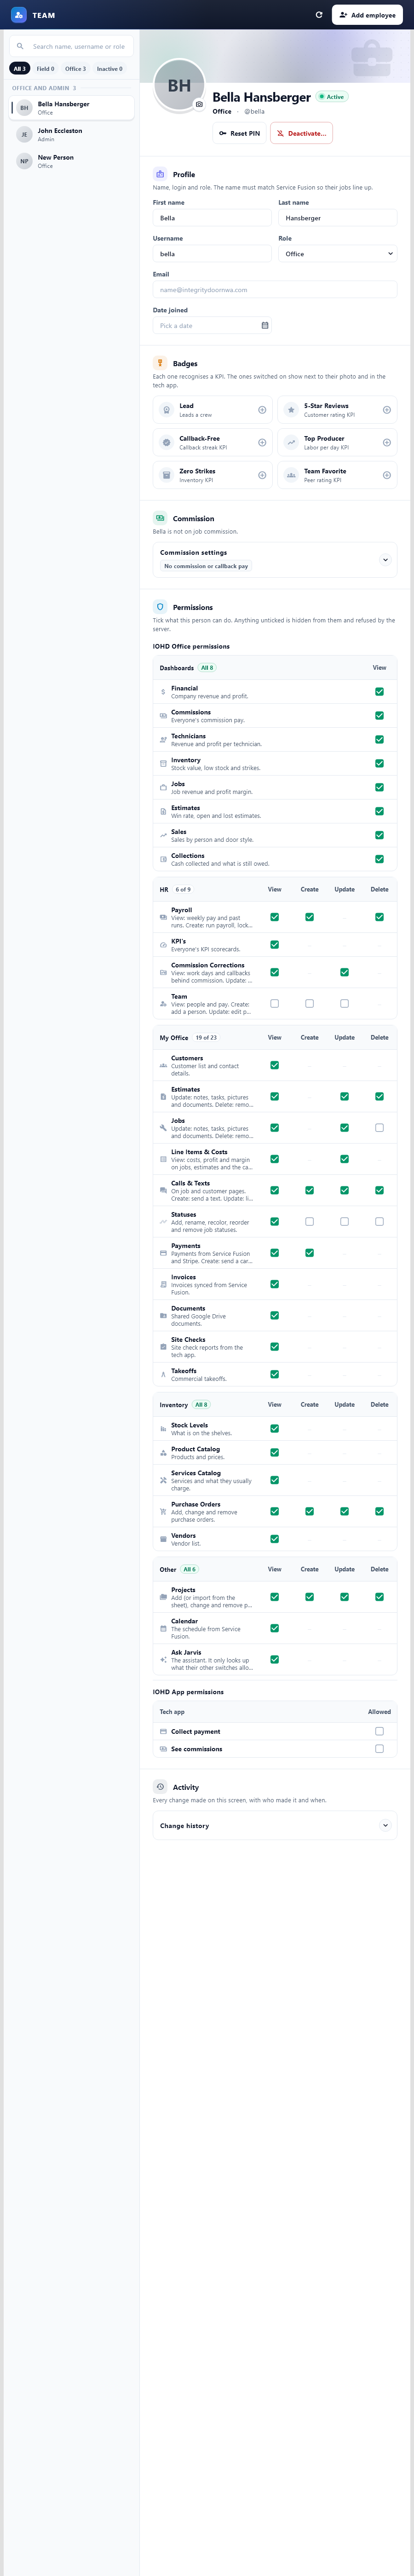 TEAM
Add employee
Search name, username or role
All 3
Field 0
Office 3
Inactive 0
OFFICE AND ADMIN 3
BH
Bella Hansberger
Office
JE
John Eccleston
Admin
NP
New Person
Office
BH
Bella Hansberger
Active
Office · @bella
Reset PIN
Deactivate...
Profile
Name, login and role. The name must match Service Fusion so their jobs line up.
First name
Last name
Bella
Hansberger
Username
Role
bella
Office
Email
name@integritydoornwa.com
Date joined
Pick a date
Badges
Each one recognises a KPI. The ones switched on show next to their photo and in the
tech app.
Lead
Leads a crew
5-Star Reviews
Customer rating KPI
Callback-Free
Callback streak KPI
Top Producer
Labor per day KPI
Zero Strikes
Inventory KPI
Team Favorite
Peer rating KPI
Commission
Bella is not on job commission.
Commission settings
No commission or callback pay
Permissions
Tick what this person can do. Anything unticked is hidden from them and refused by the
server.
IOHD Office permissions
Dashboards All 8 View
Financial
Company revenue and profit.
Commissions
Everyone's commission pay.
Technicians
Revenue and profit per technician.
Inventory
Stock value, low stock and strikes.
Jobs
Job revenue and profit margin.
Estimates
Win rate, open and lost estimates.
Sales
Sales by person and door style.
Collections
Cash collected and what is still owed.
HR 6 of 9 View Create Update Delete
Payroll
View: weekly pay and past
runs. Create: run payroll, lock...
KPI's
Everyone's KPI scorecards.
Commission Corrections
View: work days and callbacks
behind commission. Update: ...
Team
View: people and pay. Create:
add a person. Update: edit p...
My Office 19 of 23 View Create Update Delete
Customers
Customer list and contact
details.
Estimates
Update: notes, tasks, pictures
and documents. Delete: remo...
Jobs
Update: notes, tasks, pictures
and documents. Delete: remo...
Line Items & Costs
View: costs, profit and margin
on jobs, estimates and the ca...
Calls & Texts
On job and customer pages.
Create: send a text. Update: li...
Statuses
Add, rename, recolor, reorder
and remove job statuses.
Payments
Payments from Service Fusion
and Stripe. Create: send a car...
Invoices
Invoices synced from Service
Fusion.
Documents
Shared Google Drive
documents.
Site Checks
Site check reports from the
tech app.
Takeoffs
Commercial takeoffs.
Inventory All 8 View Create Update Delete
Stock Levels
What is on the shelves.
Product Catalog
Products and prices.
Services Catalog
Services and what they usually
charge.
Purchase Orders
Add, change and remove
purchase orders.
Vendors
Vendor list.
Other All 6 View Create Update Delete
Projects
Add (or import from the
sheet), change and remove p...
Calendar
The schedule from Service
Fusion.
Ask Jarvis
The assistant. It only looks up
what their other switches allo...
IOHD App permissions
Tech app Allowed
Collect payment
See commissions
Activity
Every change made on this screen, who made it and when.
Change history